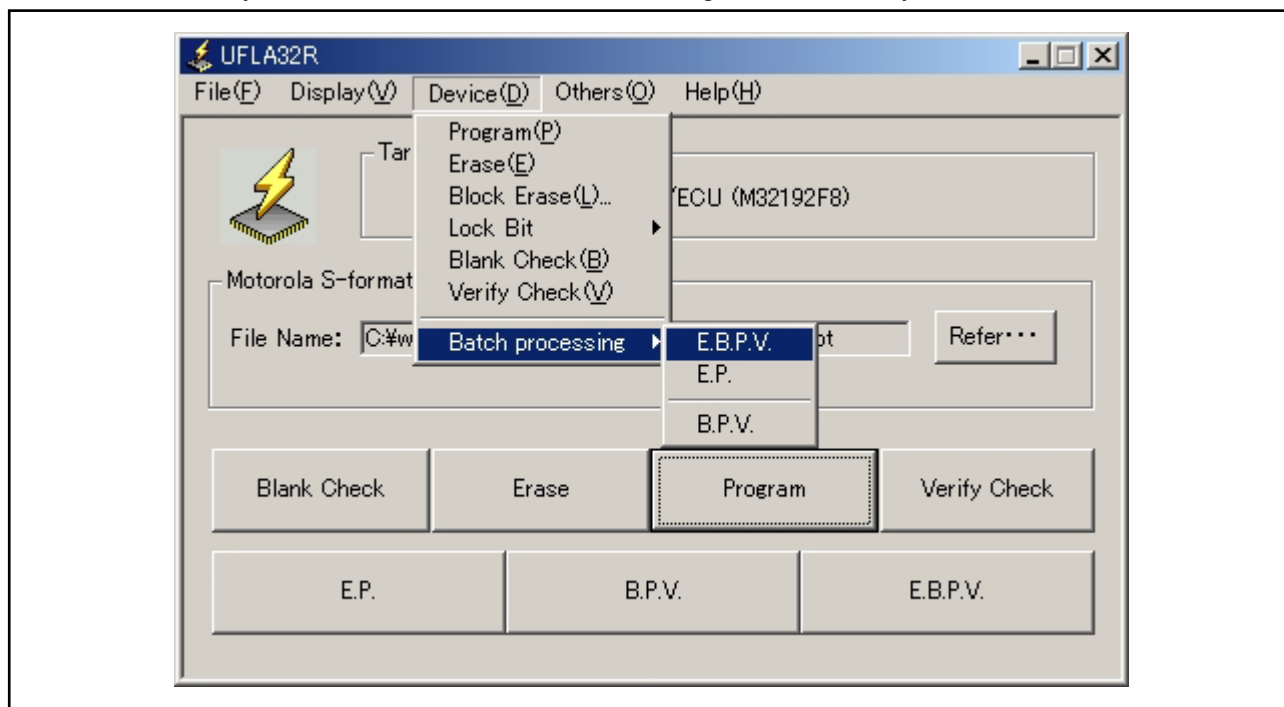 UFLA32R
File(F) Display(V) Device(D) Others(O) Help(H)
Program(P)
Erase(E)
Block Erase(L)...
Lock Bit
Blank Check(B)
Verify Check(V)
Batch processing
E.B.P.V.
E.P.
B.P.V.
Tar
ECU (M32192F8)
Motorola S-format
File Name: C:¥w ot Refer・・・
Blank Check Erase Program Verify Check
E.P. B.P.V. E.B.P.V.